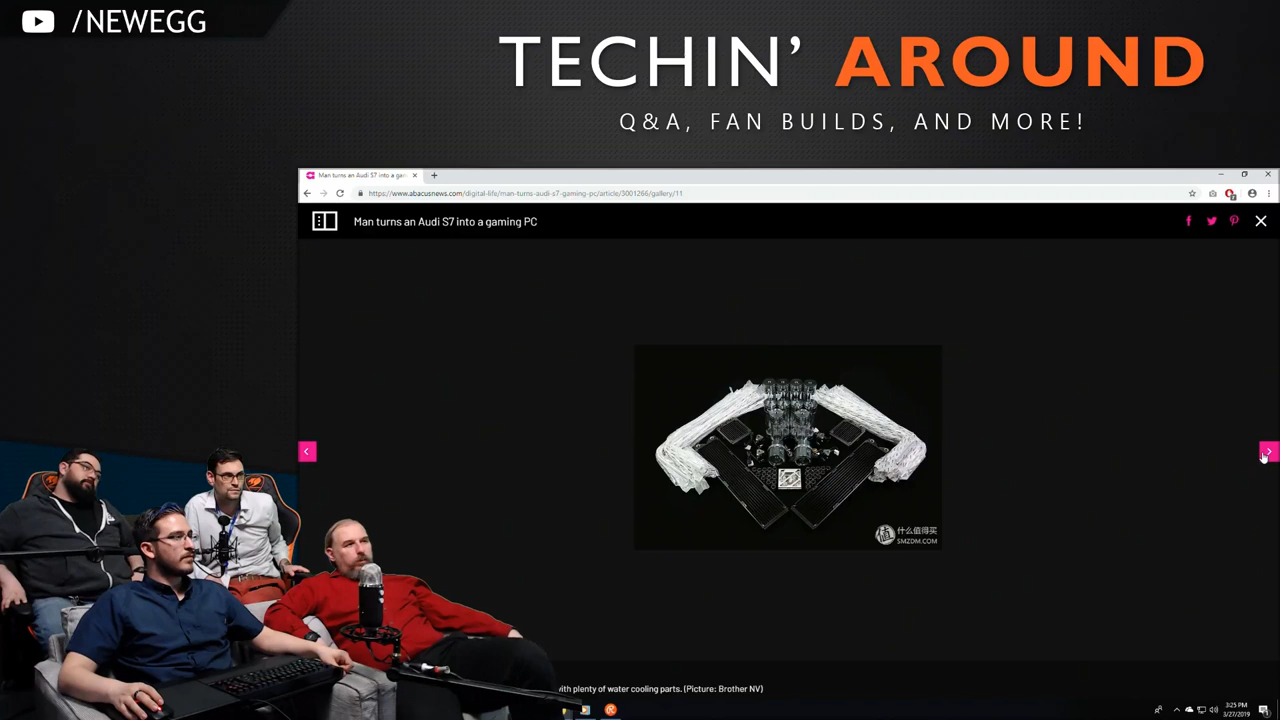 /NEWEGG
TECHIN' AROUND
Q&A, FAN BUILDS, AND MORE!
Man turns an Audi S7 into a gam
https://www.abacusnews.com/digital-life/man-turns-audi-a7-gaming-pc/article/3001266/gallery/11
Man turns an Audi S7 into a gaming PC
值 什么值得买
SMZDM.COM
with plenty of water cooling parts. (Picture: Brother NV)
3:25 PM
3/27/2019